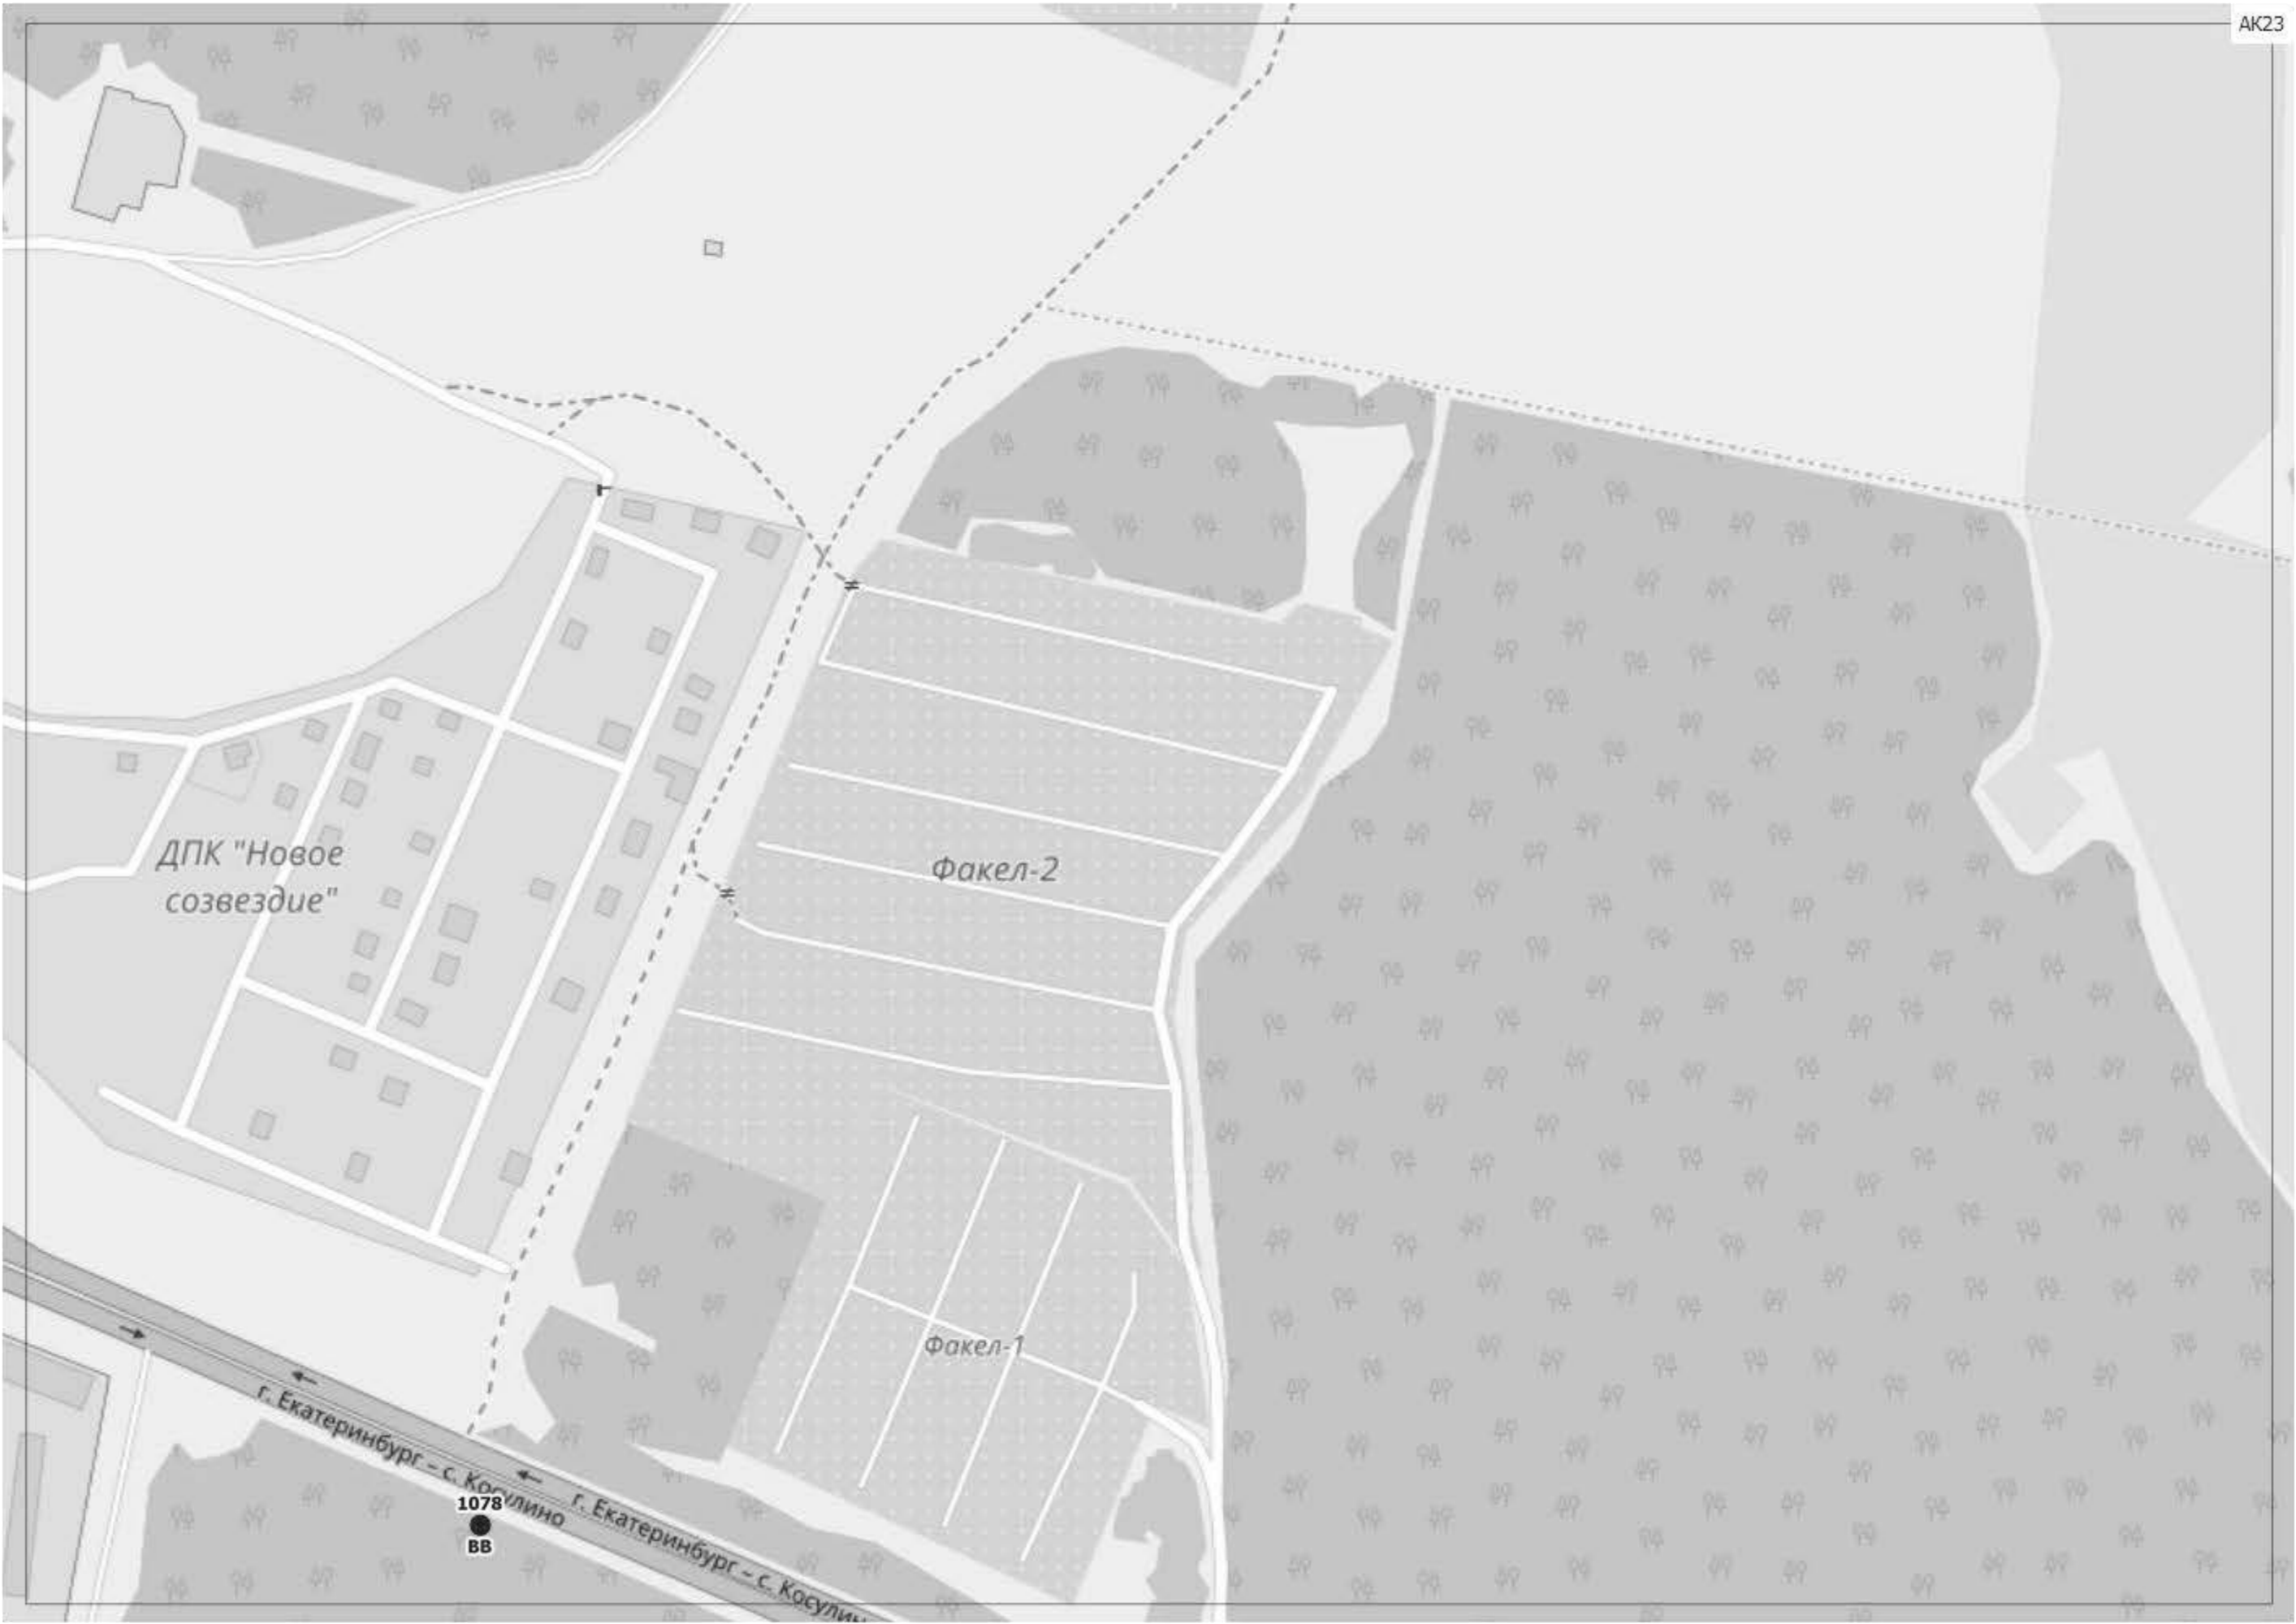 АК23
ДПК "Новое
созвездие"
Факел-2
Факел-1
г. Екатеринбург – с. Косулино
г. Екатеринбург – с. Косулин
1078
ВВ